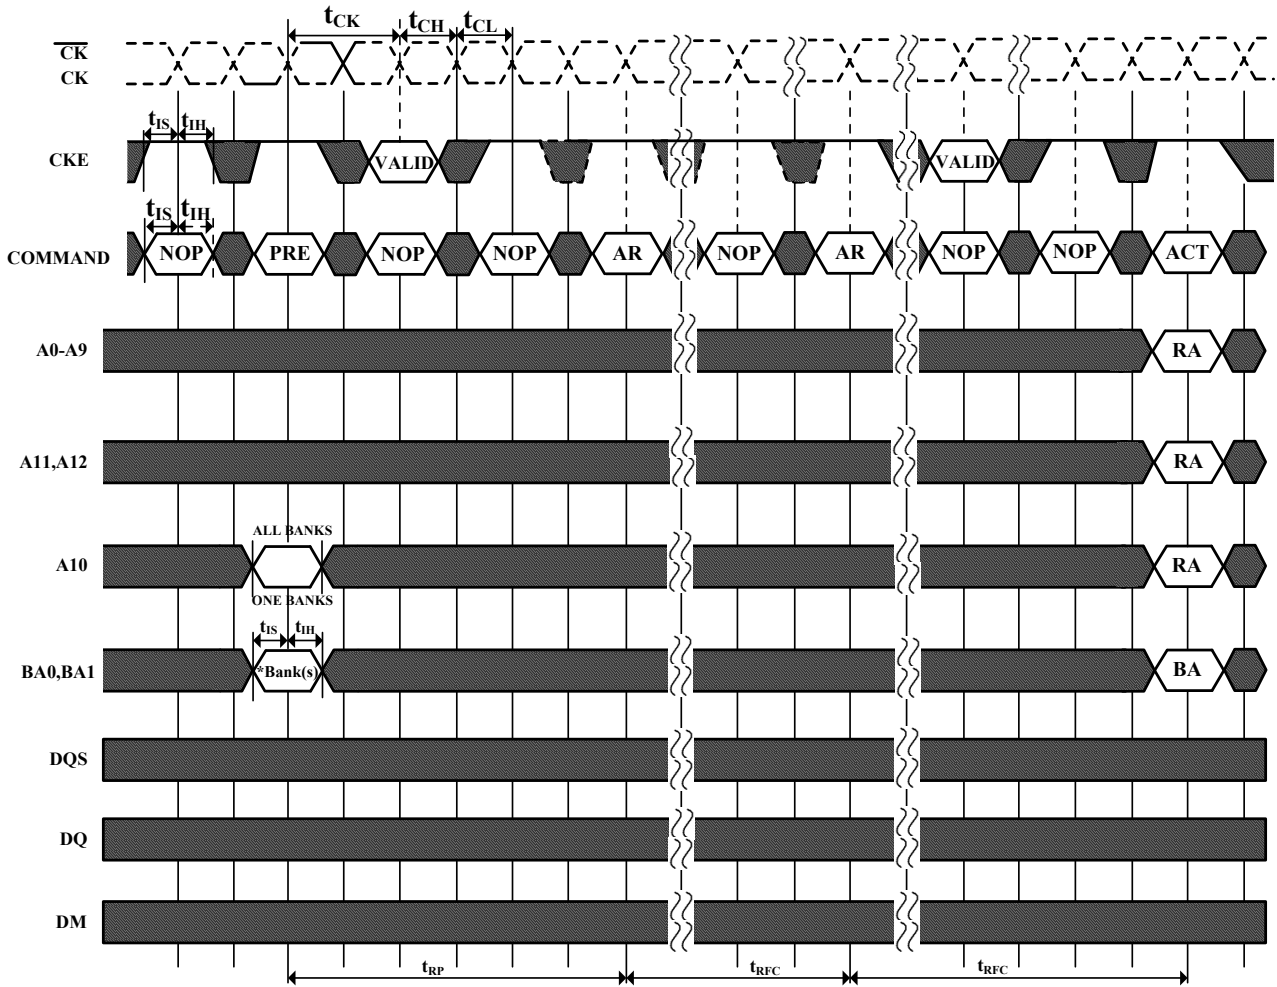 tCK tCH tCL
CK
CK
tIS tIH
CKE VALID VALID
tIS tIH
COMMAND NOP PRE NOP NOP AR NOP AR NOP NOP ACT
A0-A9 RA
A11,A12 RA
ALL BANKS
A10 RA
ONE BANKS
tIS tIH
BA0,BA1 *Bank(s) BA
DQS
DQ
DM
tRP tRFC tRFC